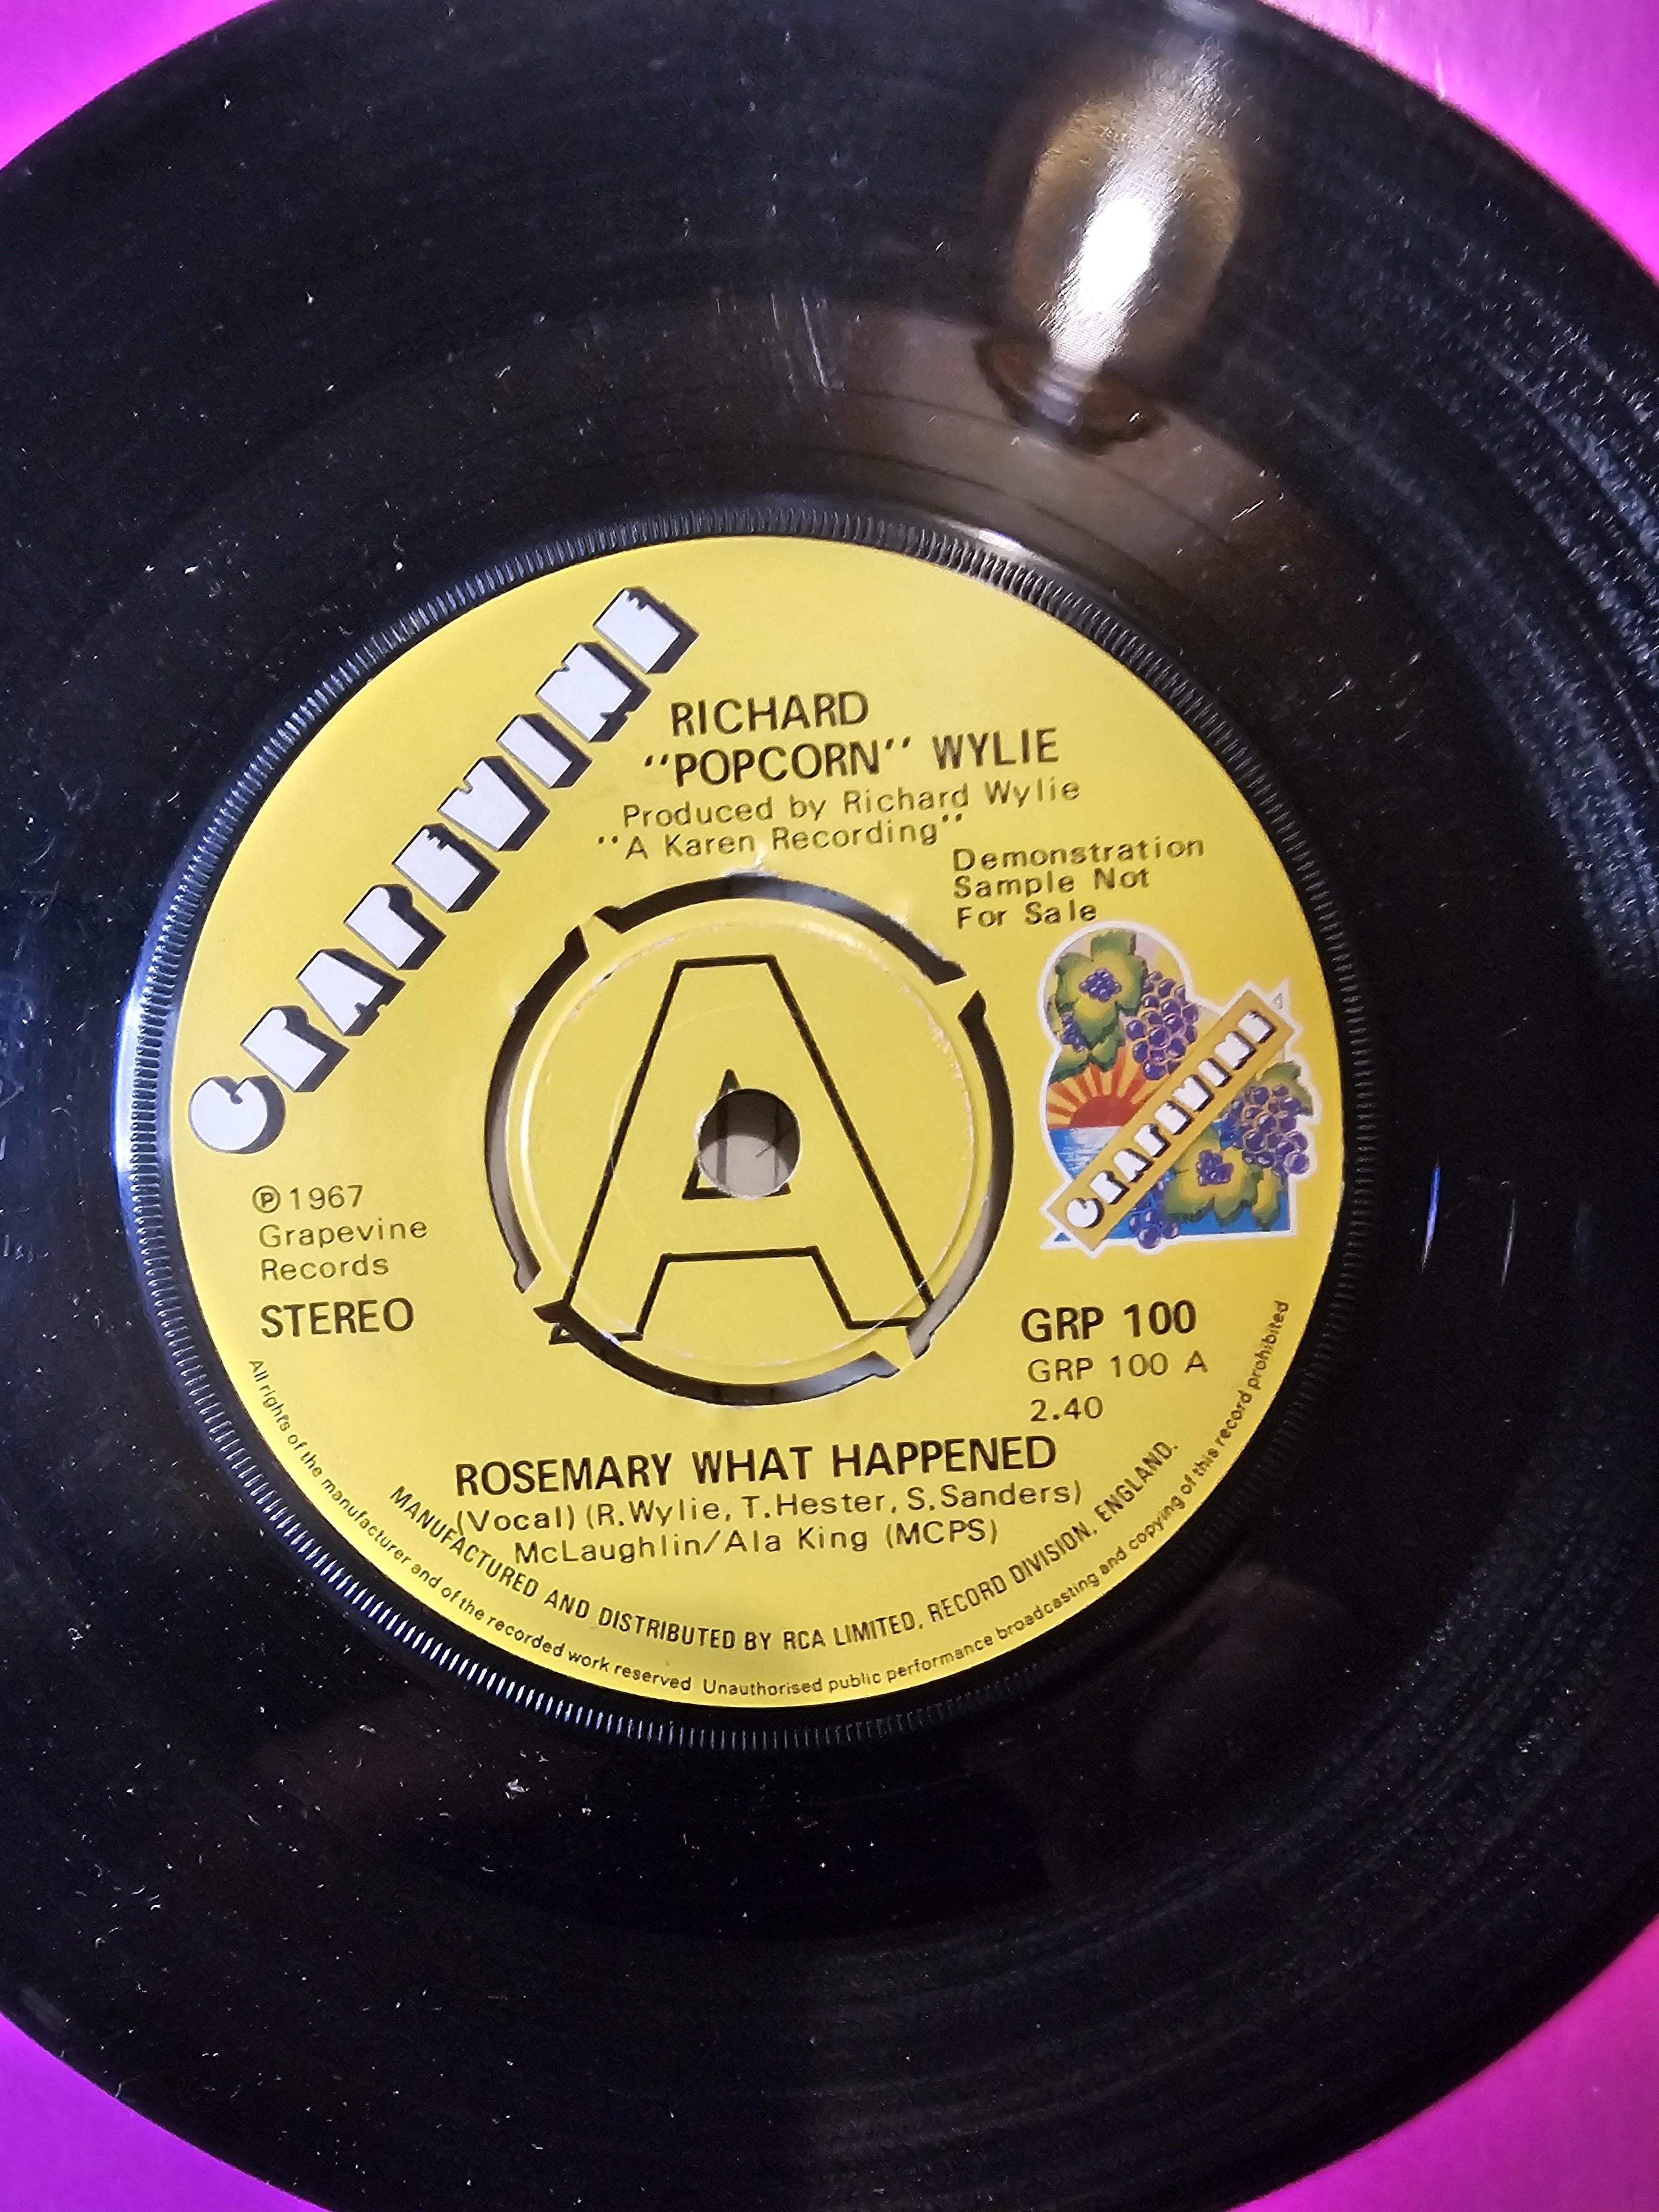 GRAPEVINE
RICHARD
"POPCORN" WYLIE
Produced by Richard Wylie
"A Karen Recording"
Demonstration
Sample Not
For Sale
A
GRAPEVINE
Ⓟ 1967
Grapevine
Records
STEREO
GRP 100
GRP 100 A
2.40
ROSEMARY WHAT HAPPENED
(Vocal) (R.Wylie, T.Hester, S.Sanders)
McLaughlin/Ala King (MCPS)
MANUFACTURED AND DISTRIBUTED BY RCA LIMITED, RECORD DIVISION, ENGLAND.
All rights of the manufacturer and of the recorded work reserved Unauthorised public performance broadcasting and copying of this record prohibited